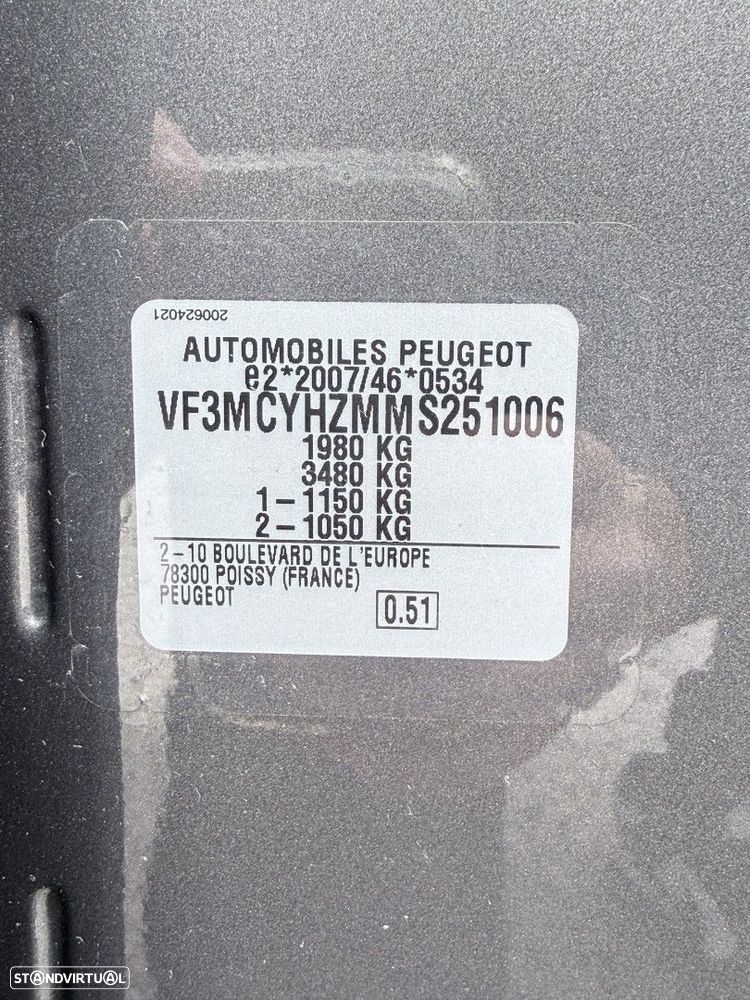 200624021
AUTOMOBILES PEUGEOT
e2*2007/46*0534
VF3MCYHZMMS251006
1980 KG
3480 KG
1-1150 KG
2-1050 KG
2-10 BOULEVARD DE L'EUROPE
78300 POISSY (FRANCE)
PEUGEOT
0.51
STANDVIRTUAL